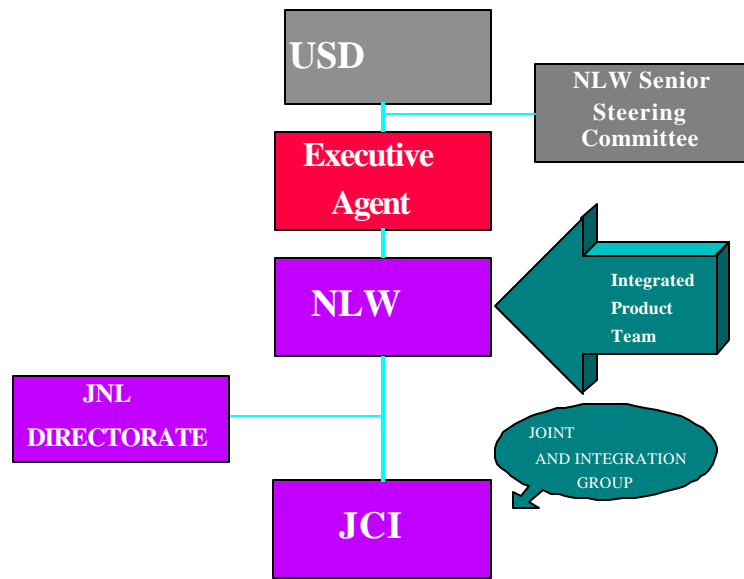 USD
NLW Senior
Steering
Committee
Executive
Agent
NLW
Integrated
Product
Team
JNL
DIRECTORATE
JOINT
AND INTEGRATION
GROUP
JCI